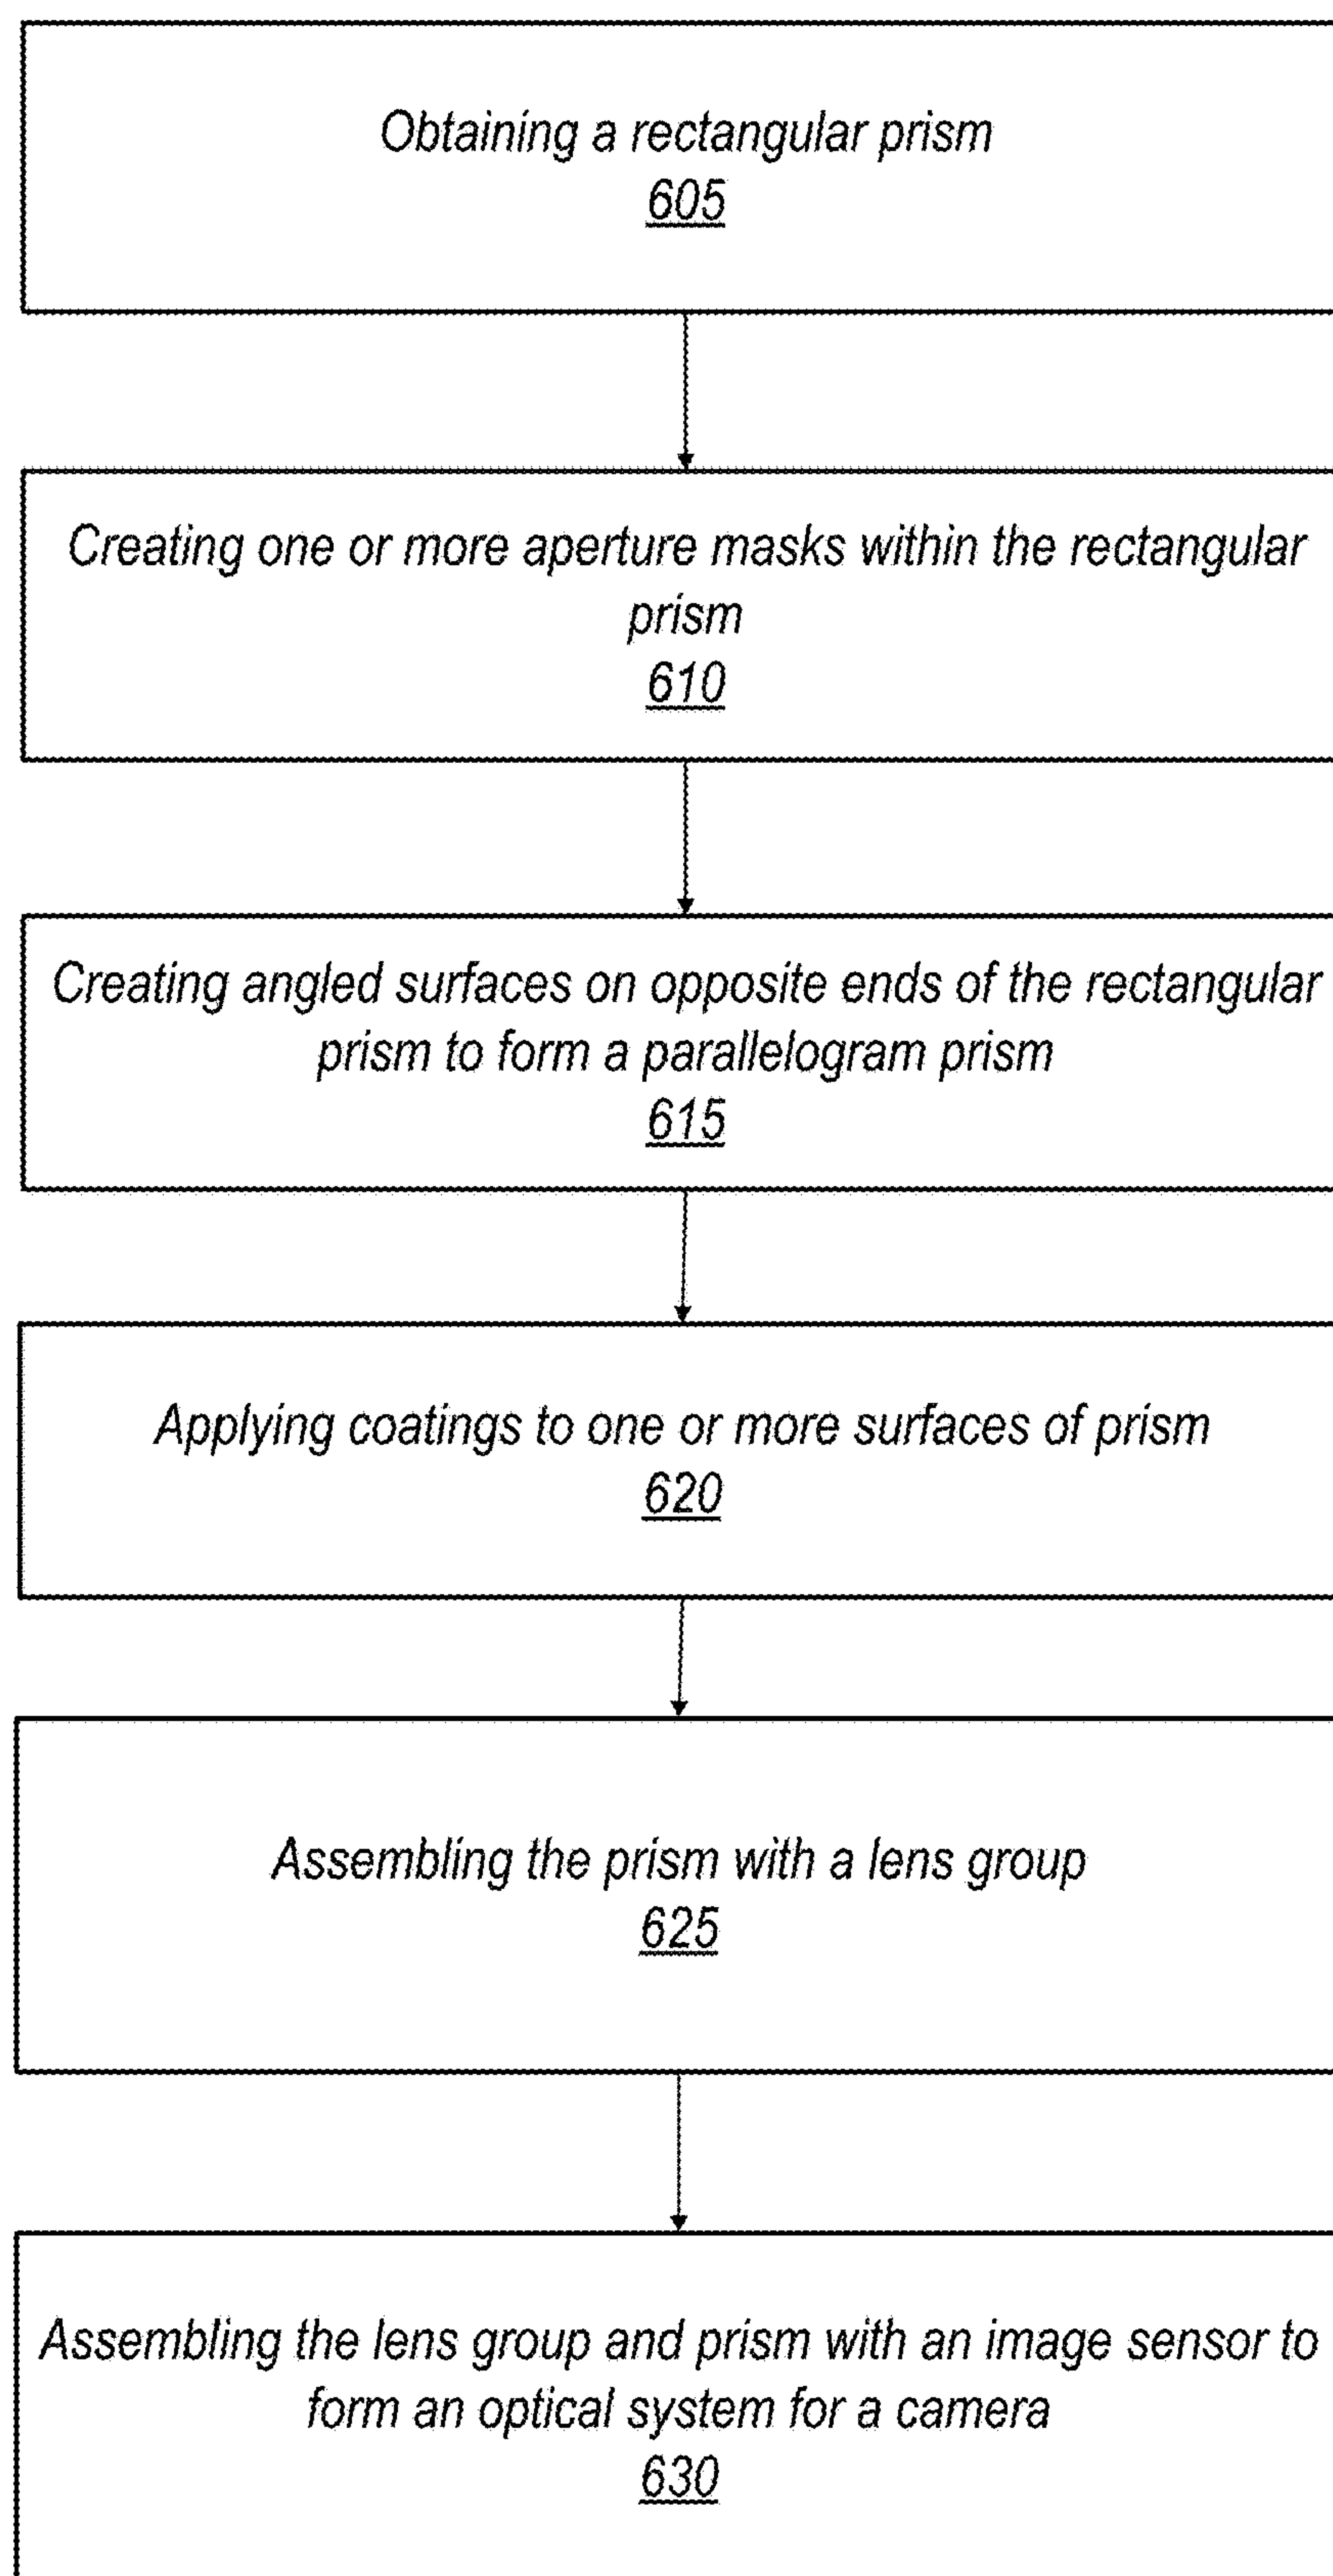 Obtaining a rectangular prism
605
Creating one or more aperture masks within the rectangular
prism
610
Creating angled surfaces on opposite ends of the rectangular
prism to form a parallelogram prism
615
Applying coatings to one or more surfaces of prism
620
Assembling the prism with a lens group
625
Assembling the lens group and prism with an image sensor to
form an optical system for a camera
630